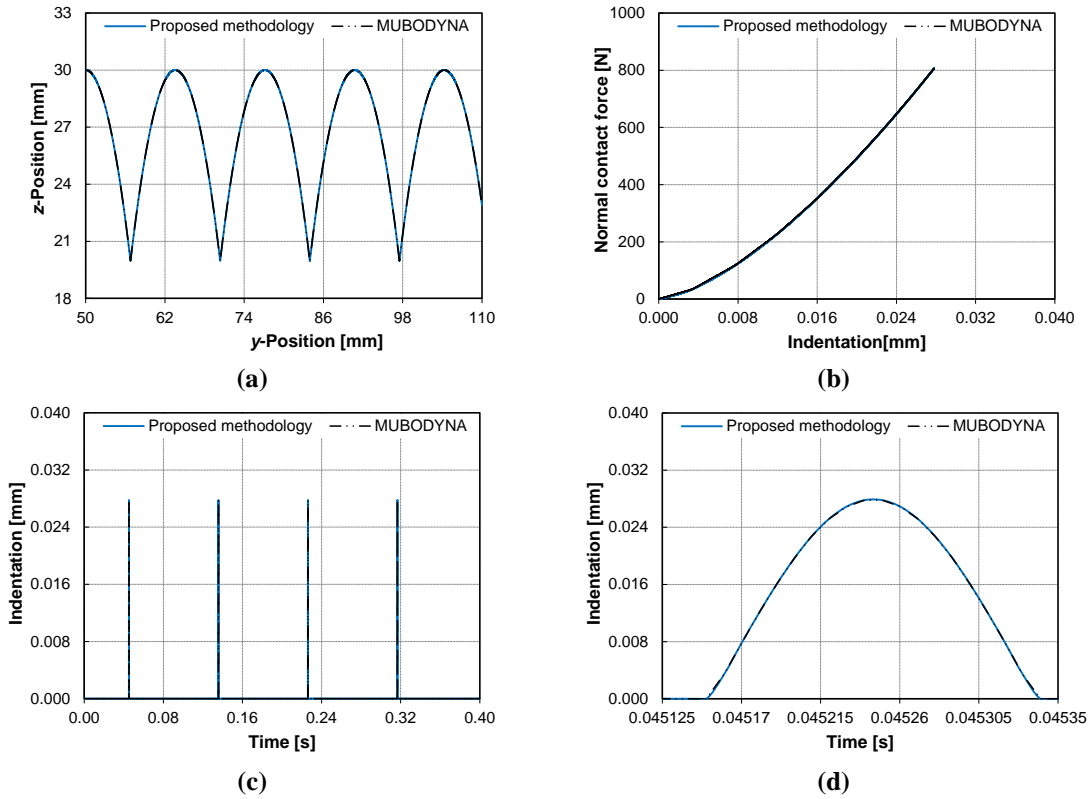 Proposed methodology MUBODYNA
z-Position [mm]
33
30
27
24
21
18
50 62 74 86 98 110
y-Position [mm]
(a)
Proposed methodology MUBODYNA
Normal contact force [N]
1000
800
600
400
200
0
0.000 0.008 0.016 0.024 0.032 0.040
Indentation[mm]
(b)
Proposed methodology MUBODYNA
Indentation [mm]
0.040
0.032
0.024
0.016
0.008
0.000
0.00 0.08 0.16 0.24 0.32 0.40
Time [s]
(c)
Proposed methodology MUBODYNA
Indentation [mm]
0.040
0.032
0.024
0.016
0.008
0.000
0.045125 0.04517 0.045215 0.04526 0.045305 0.04535
Time [s]
(d)